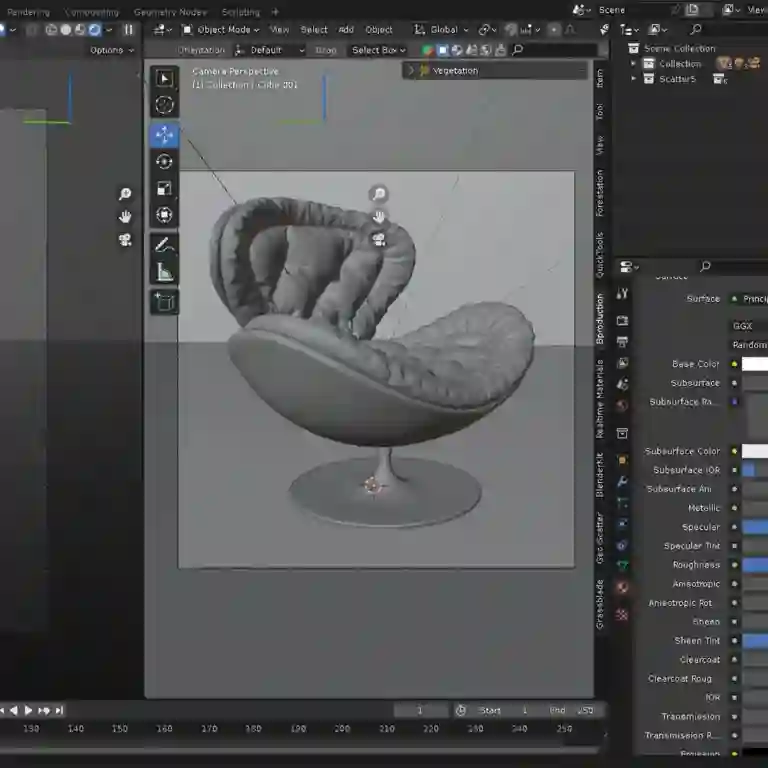 Rendering Compositing Geometry Nodes Scripting +
Scene
View
Object Mode View Select Add Object Global
Options
Orientation Default Drag Select Box
Camera Perspective
(1) Collection | Cube.001
Vegetation
Item
Tool
View
Forestation
QuickTools
Bproduction
Realtime Materials
BlenderKit
Geo-Scatter
Grassblade
Scene Collection
Collection
Scatter5
Surface
Surface Princi
GGX
Random
Base Color
Subsurface
Subsurface Ra...
Subsurface Color
Subsurface IOR
Subsurface Ani
Metallic
Specular
Specular Tint
Roughness
Anisotropic
Anisotropic Rot
Sheen
Sheen Tint
Clearcoat
Clearcoat Roug
IOR
Transmission
Transmission R...
Emission
1 Start 1 End 250
130 140 150 160 170 180 190 200 210 220 230 240 250